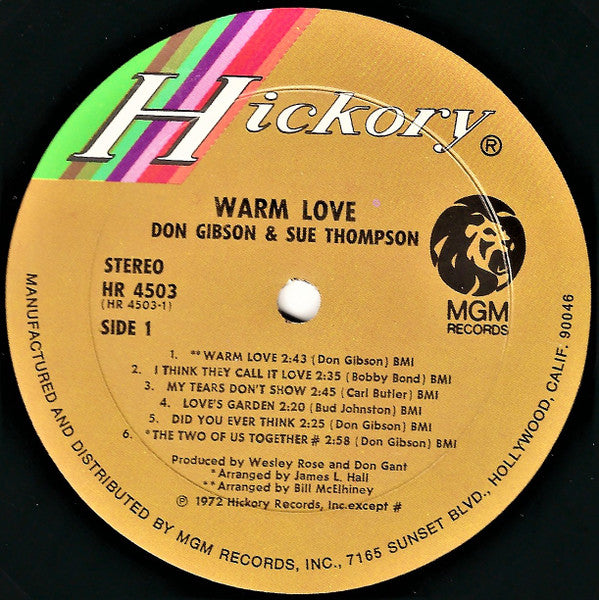 Hickory®
WARM LOVE
DON GIBSON & SUE THOMPSON
STEREO
HR 4503
(HR 4503-1)
SIDE 1
MGM
RECORDS
1. **WARM LOVE 2:43 (Don Gibson) BMI
2. I THINK THEY CALL IT LOVE 2:35 (Bobby Bond) BMI
3. MY TEARS DON'T SHOW 2:45 (Carl Butler) BMI
4. LOVE'S GARDEN 2:20 (Bud Johnston) BMI
5. DID YOU EVER THINK 2:25 (Don Gibson) BMI
6. *THE TWO OF US TOGETHER # 2:58 (Don Gibson) BMI
Produced by Wesley Rose and Don Gant
*Arranged by James L. Hall
**Arranged by Bill McElhiney
℗ 1972 Hickory Records, Inc.except #
MANUFACTURED AND DISTRIBUTED BY MGM RECORDS, INC., 7165 SUNSET BLVD., HOLLYWOOD, CALIF. 90046